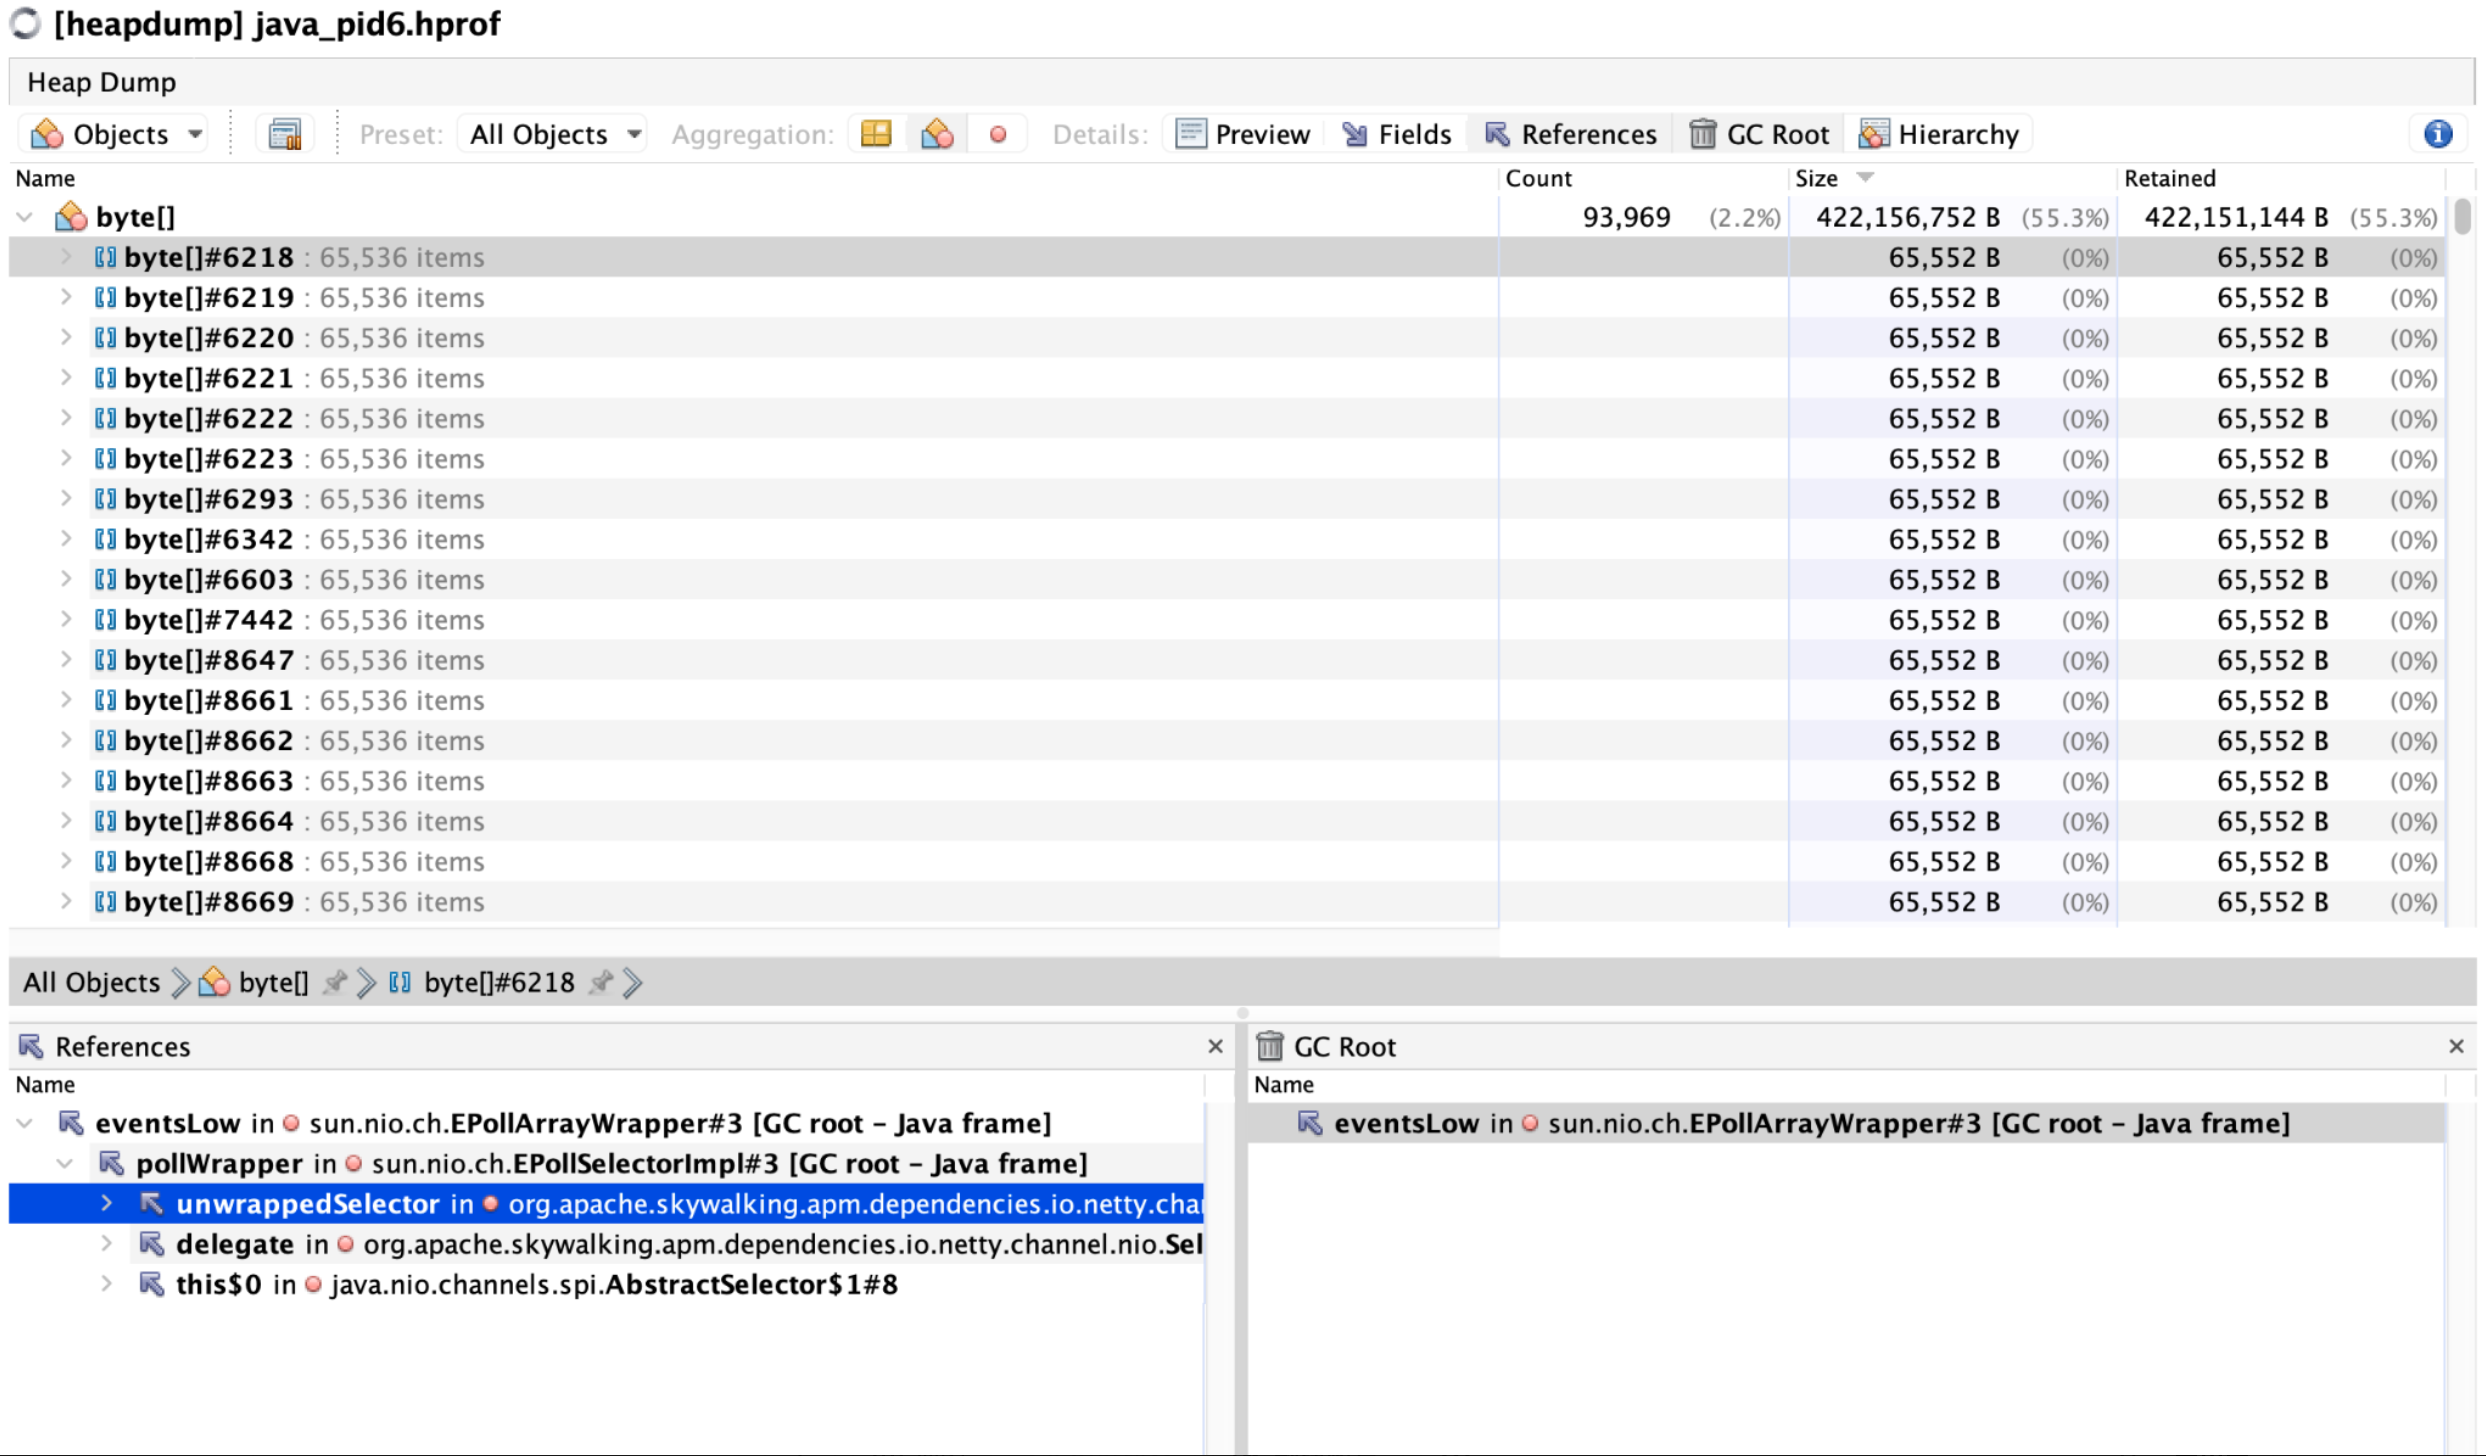 [heapdump] java_pid6.hprof
Heap Dump
Objects Preset: All Objects Aggregation: Details: Preview Fields References GC Root Hierarchy
Name Count Size Retained
byte[] 93,969 (2.2%) 422,156,752 B (55.3%) 422,151,144 B (55.3%)
byte[]#6218 : 65,536 items 65,552 B (0%) 65,552 B (0%)
byte[]#6219 : 65,536 items 65,552 B (0%) 65,552 B (0%)
byte[]#6220 : 65,536 items 65,552 B (0%) 65,552 B (0%)
byte[]#6221 : 65,536 items 65,552 B (0%) 65,552 B (0%)
byte[]#6222 : 65,536 items 65,552 B (0%) 65,552 B (0%)
byte[]#6223 : 65,536 items 65,552 B (0%) 65,552 B (0%)
byte[]#6293 : 65,536 items 65,552 B (0%) 65,552 B (0%)
byte[]#6342 : 65,536 items 65,552 B (0%) 65,552 B (0%)
byte[]#6603 : 65,536 items 65,552 B (0%) 65,552 B (0%)
byte[]#7442 : 65,536 items 65,552 B (0%) 65,552 B (0%)
byte[]#8647 : 65,536 items 65,552 B (0%) 65,552 B (0%)
byte[]#8661 : 65,536 items 65,552 B (0%) 65,552 B (0%)
byte[]#8662 : 65,536 items 65,552 B (0%) 65,552 B (0%)
byte[]#8663 : 65,536 items 65,552 B (0%) 65,552 B (0%)
byte[]#8664 : 65,536 items 65,552 B (0%) 65,552 B (0%)
byte[]#8668 : 65,536 items 65,552 B (0%) 65,552 B (0%)
byte[]#8669 : 65,536 items 65,552 B (0%) 65,552 B (0%)
All Objects byte[] byte[]#6218
References
Name
eventsLow in sun.nio.ch.EPollArrayWrapper#3 [GC root – Java frame]
pollWrapper in sun.nio.ch.EPollSelectorImpl#3 [GC root – Java frame]
unwrappedSelector in org.apache.skywalking.apm.dependencies.io.netty.cha
delegate in org.apache.skywalking.apm.dependencies.io.netty.channel.nio.Sel
this$0 in java.nio.channels.spi.AbstractSelector$1#8
GC Root
Name
eventsLow in sun.nio.ch.EPollArrayWrapper#3 [GC root – Java frame]